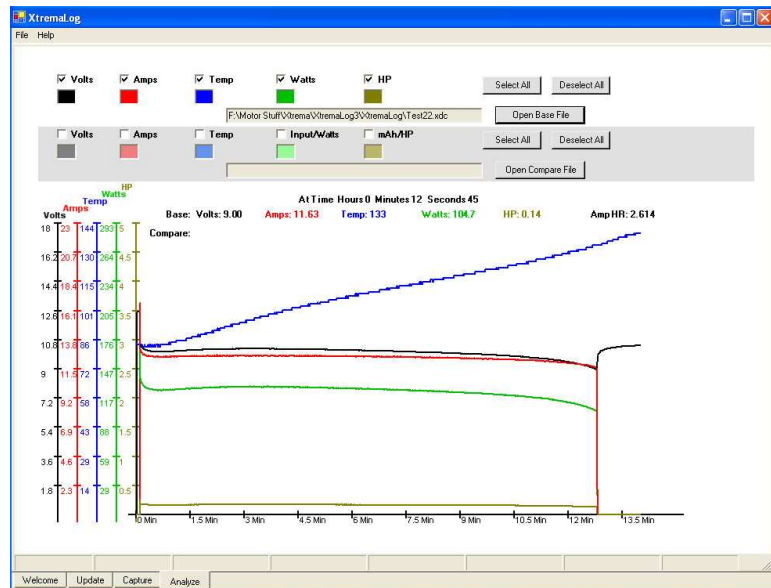 XtremaLog
File Help
Volts Amps Temp Watts HP
Select All Deselect All
F:\Motor Stuff\Xtrema\XtremaLog3\XtremaLog\Test22.xdc
Open Base File
Volts Amps Temp Input/Watts mAh/HP
Select All Deselect All
Open Compare File
HP
Watts
Temp
Amps
Volts
At Time Hours 0 Minutes 12 Seconds 45
Base: Volts: 9.00 Amps: 11.63 Temp: 133 Watts: 104.7 HP: 0.14 Amp HR: 2.614
Compare:
18 23 144 293 5
16.2 20.7 130 264 4.5
14.4 18.4 115 234 4
12.6 16.1 101 205 3.5
10.8 13.8 86 176 3
9 11.5 72 147 2.5
7.2 9.2 58 117 2
5.4 6.9 43 88 1.5
3.6 4.6 29 59 1
1.8 2.3 14 29 0.5
0 Min 1.5 Min 3 Min 4.5 Min 6 Min 7.5 Min 9 Min 10.5 Min 12 Min 13.5 Min
Welcome Update Capture Analyze